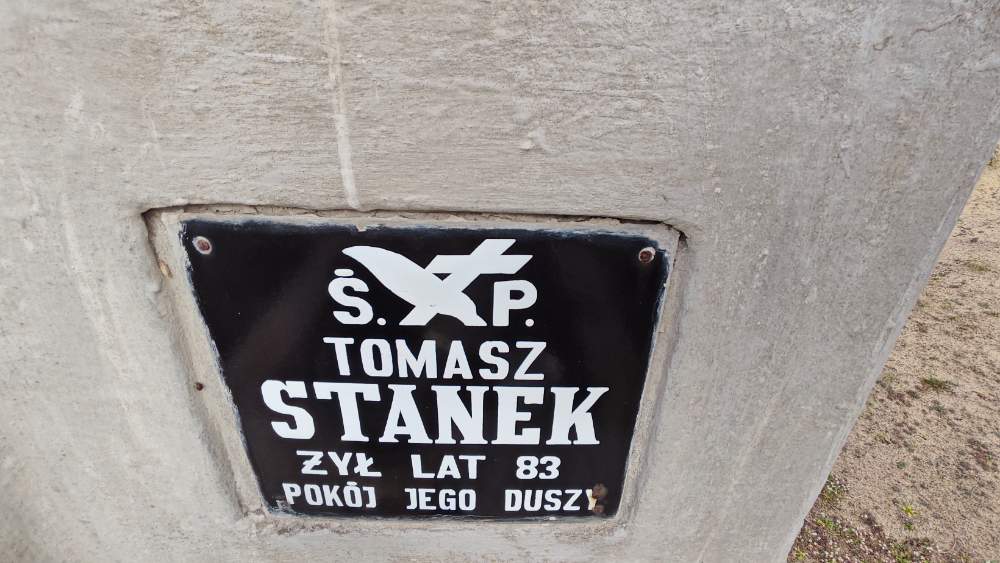 Ś. P.
TOMASZ
STANEK
ŻYŁ LAT 83
POKÓJ JEGO DUSZY